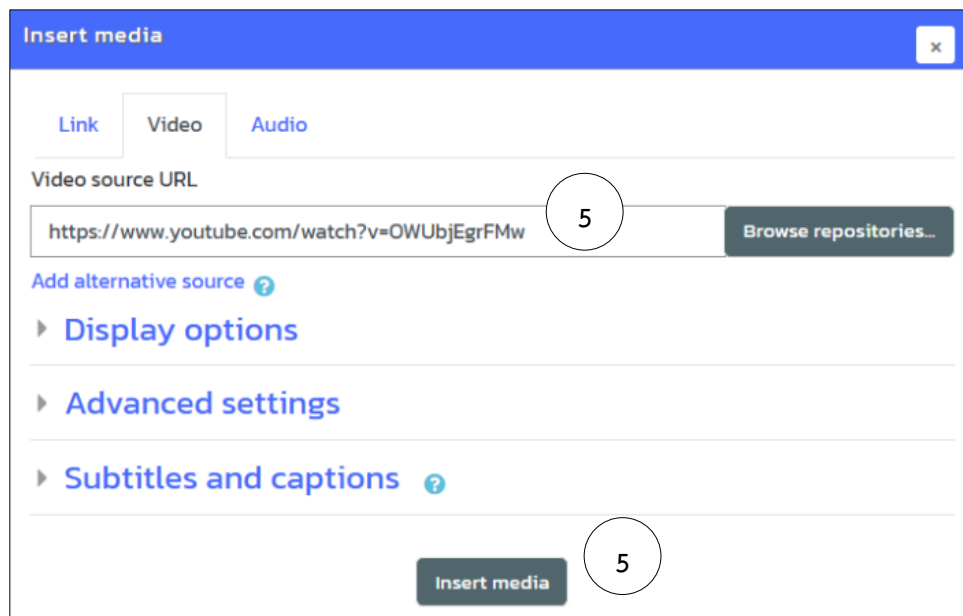 Insert media
×
Link Video Audio
Video source URL
https://www.youtube.com/watch?v=OWUbjEgrFMw 5 Browse repositories...
Add alternative source ?
Display options
Advanced settings
Subtitles and captions ?
Insert media 5